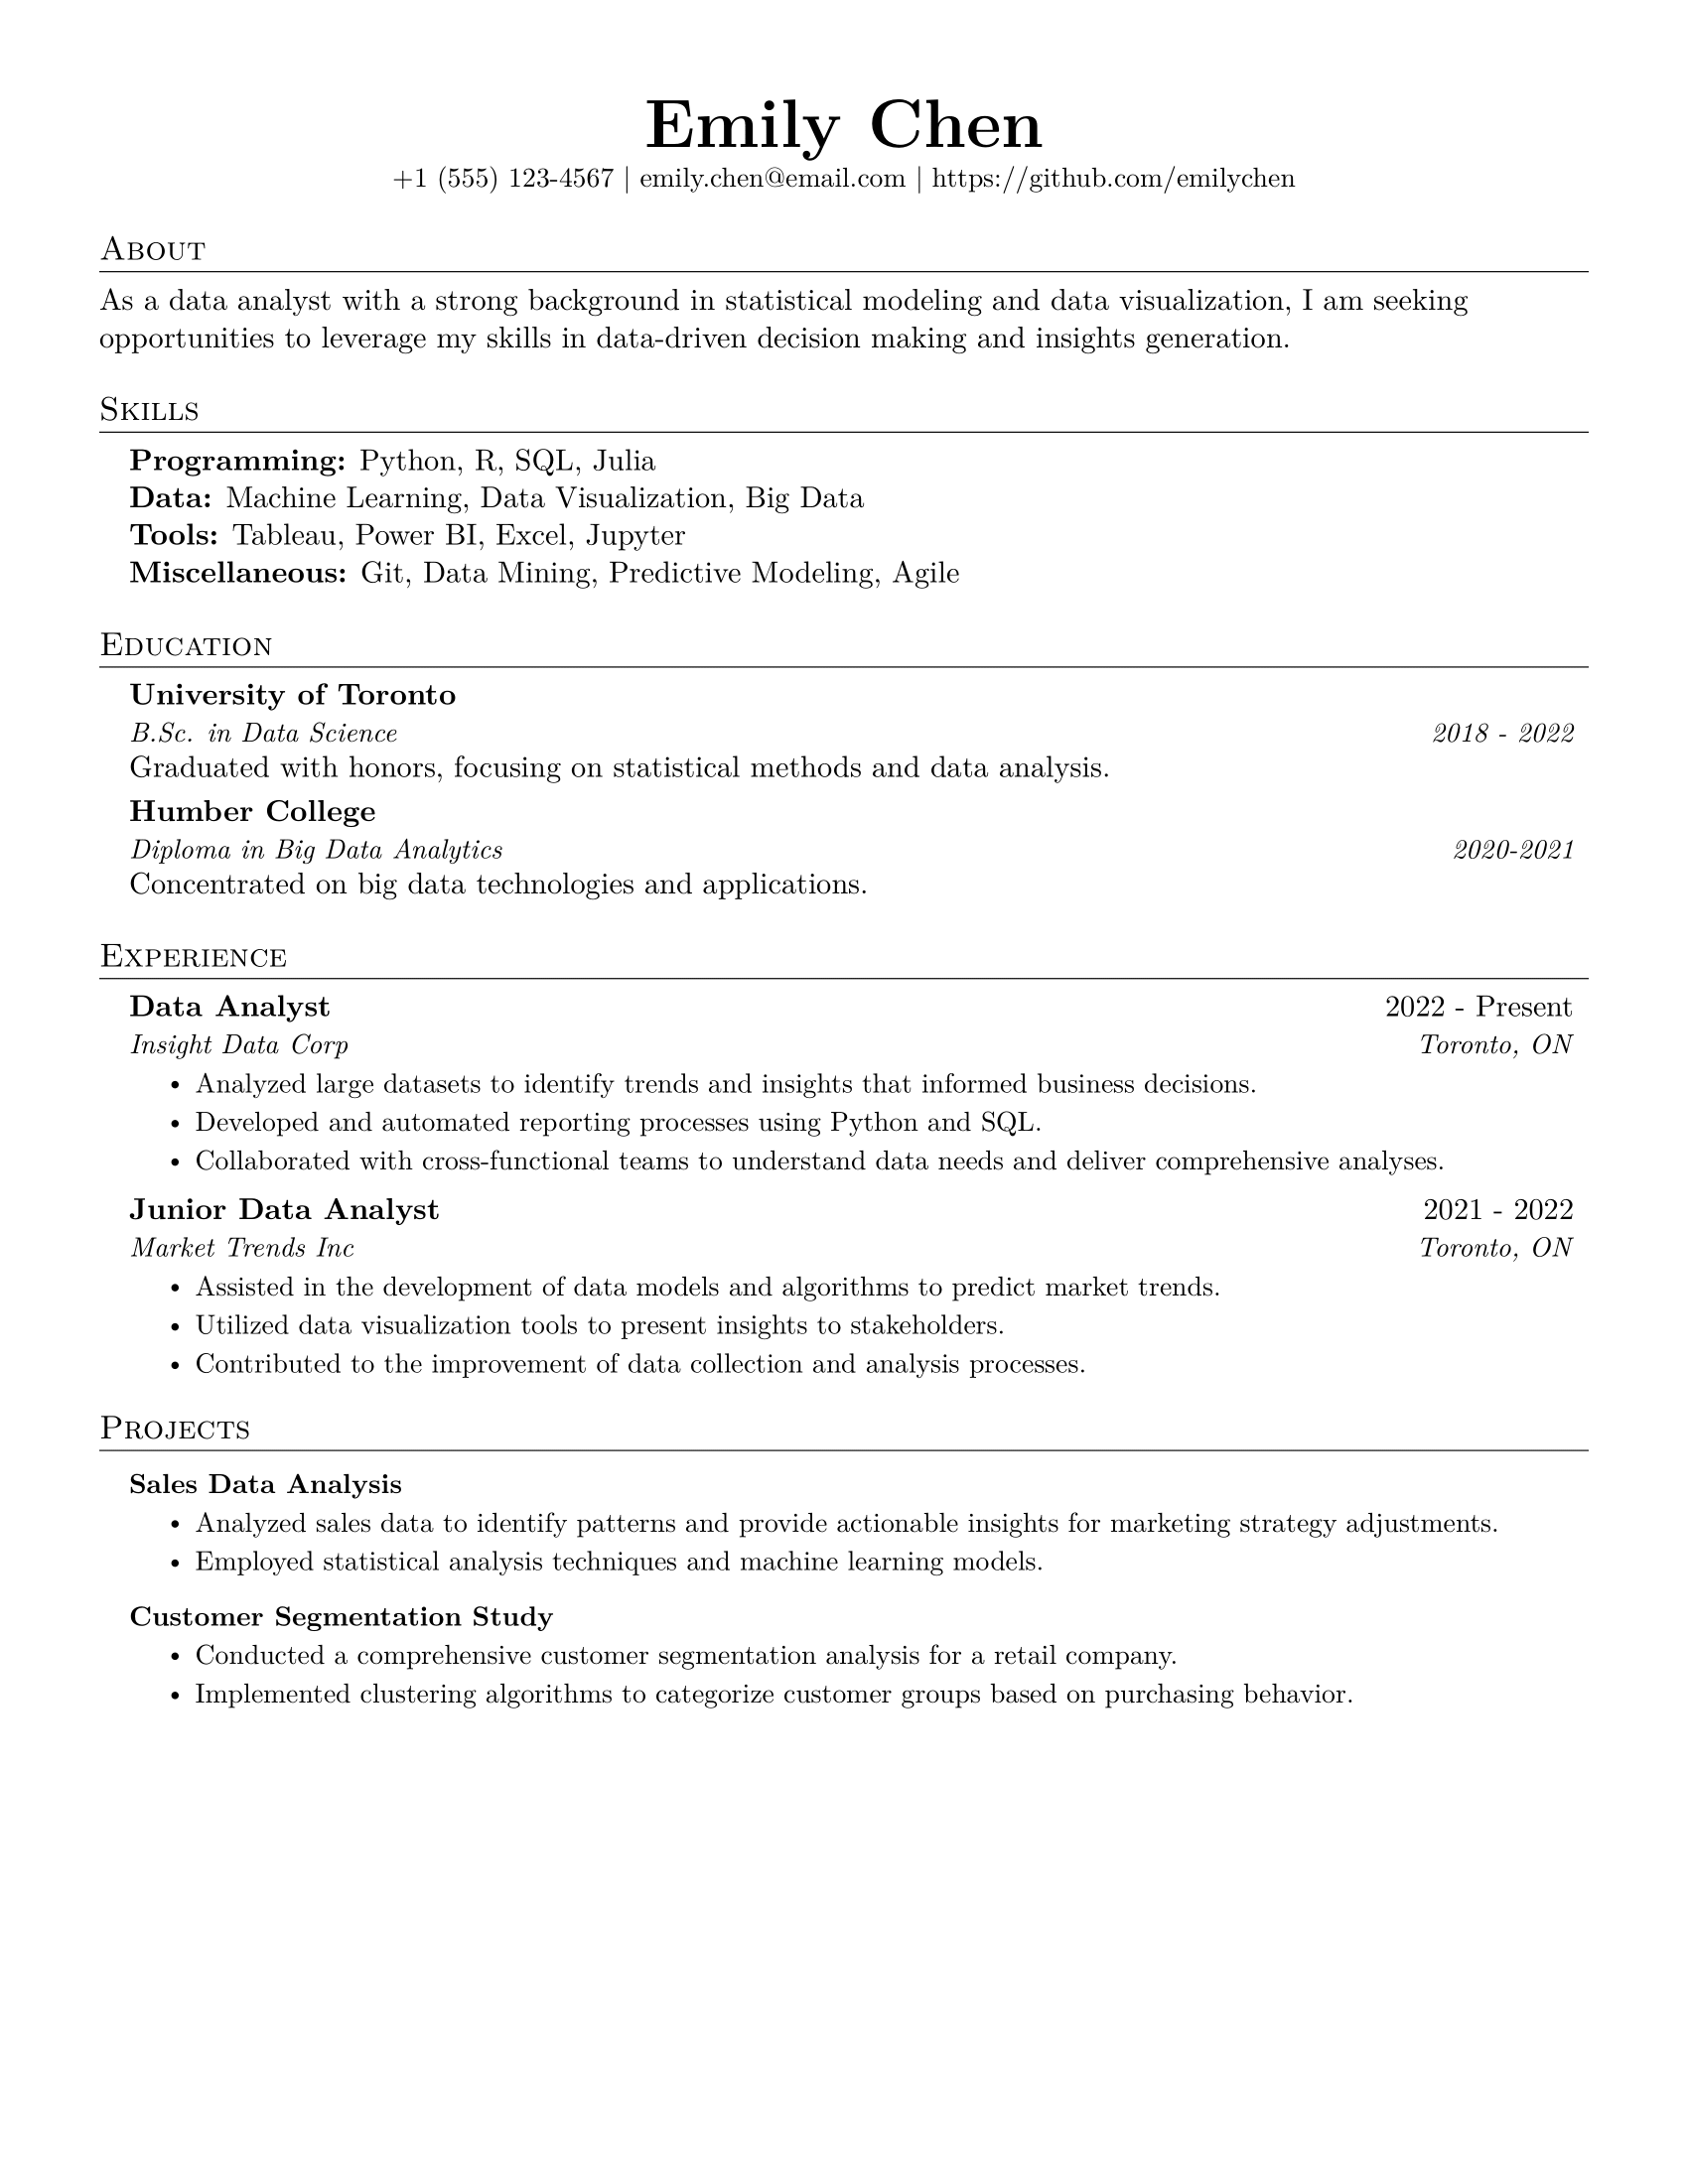 Emily Chen
+1 (555) 123-4567 | emily.chen@email.com | https://github.com/emilychen
About
As a data analyst with a strong background in statistical modeling and data visualization, I am seeking
opportunities to leverage my skills in data-driven decision making and insights generation.
Skills
Programming: Python, R, SQL, Julia
Data: Machine Learning, Data Visualization, Big Data
Tools: Tableau, Power BI, Excel, Jupyter
Miscellaneous: Git, Data Mining, Predictive Modeling, Agile
Education
University of Toronto
B.Sc. in Data Science 2018 - 2022
Graduated with honors, focusing on statistical methods and data analysis.
Humber College
Diploma in Big Data Analytics 2020-2021
Concentrated on big data technologies and applications.
Experience
Data Analyst 2022 - Present
Insight Data Corp Toronto, ON
• Analyzed large datasets to identify trends and insights that informed business decisions.
• Developed and automated reporting processes using Python and SQL.
• Collaborated with cross-functional teams to understand data needs and deliver comprehensive analyses.
Junior Data Analyst 2021 - 2022
Market Trends Inc Toronto, ON
• Assisted in the development of data models and algorithms to predict market trends.
• Utilized data visualization tools to present insights to stakeholders.
• Contributed to the improvement of data collection and analysis processes.
Projects
Sales Data Analysis
• Analyzed sales data to identify patterns and provide actionable insights for marketing strategy adjustments.
• Employed statistical analysis techniques and machine learning models.
Customer Segmentation Study
• Conducted a comprehensive customer segmentation analysis for a retail company.
• Implemented clustering algorithms to categorize customer groups based on purchasing behavior.